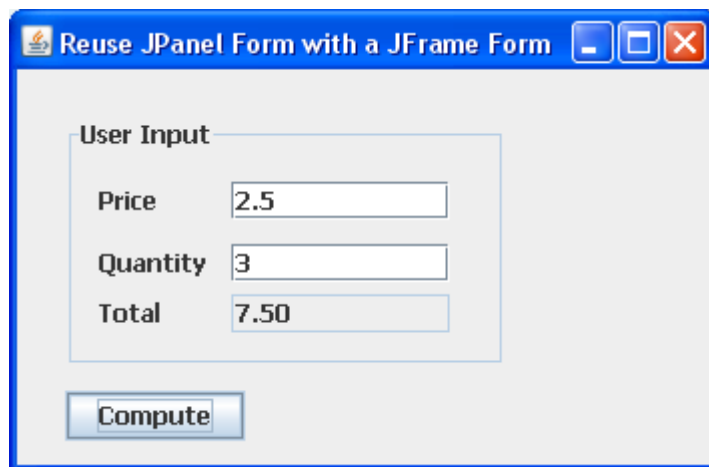 Reuse JPanel Form with a JFrame Form
User Input
Price 2.5
Quantity 3
Total 7.50
Compute